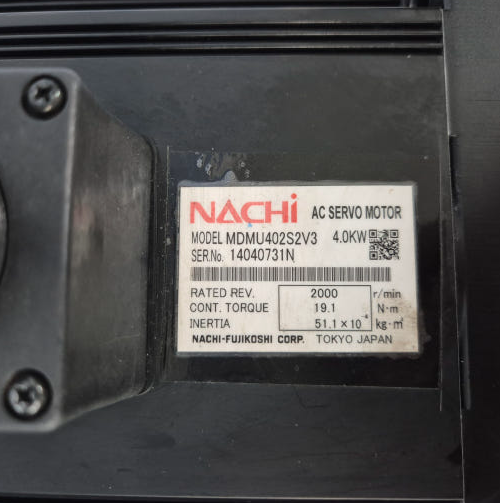 NACHi AC SERVO MOTOR
MODEL MDMU402S2V3 4.0KW
SER.No. 14040731N
RATED REV. 2000 r/min
CONT. TORQUE 19.1 N·m
INERTIA 51.1×10⁻⁴ kg·m²
NACHI-FUJIKOSHI CORP. TOKYO JAPAN